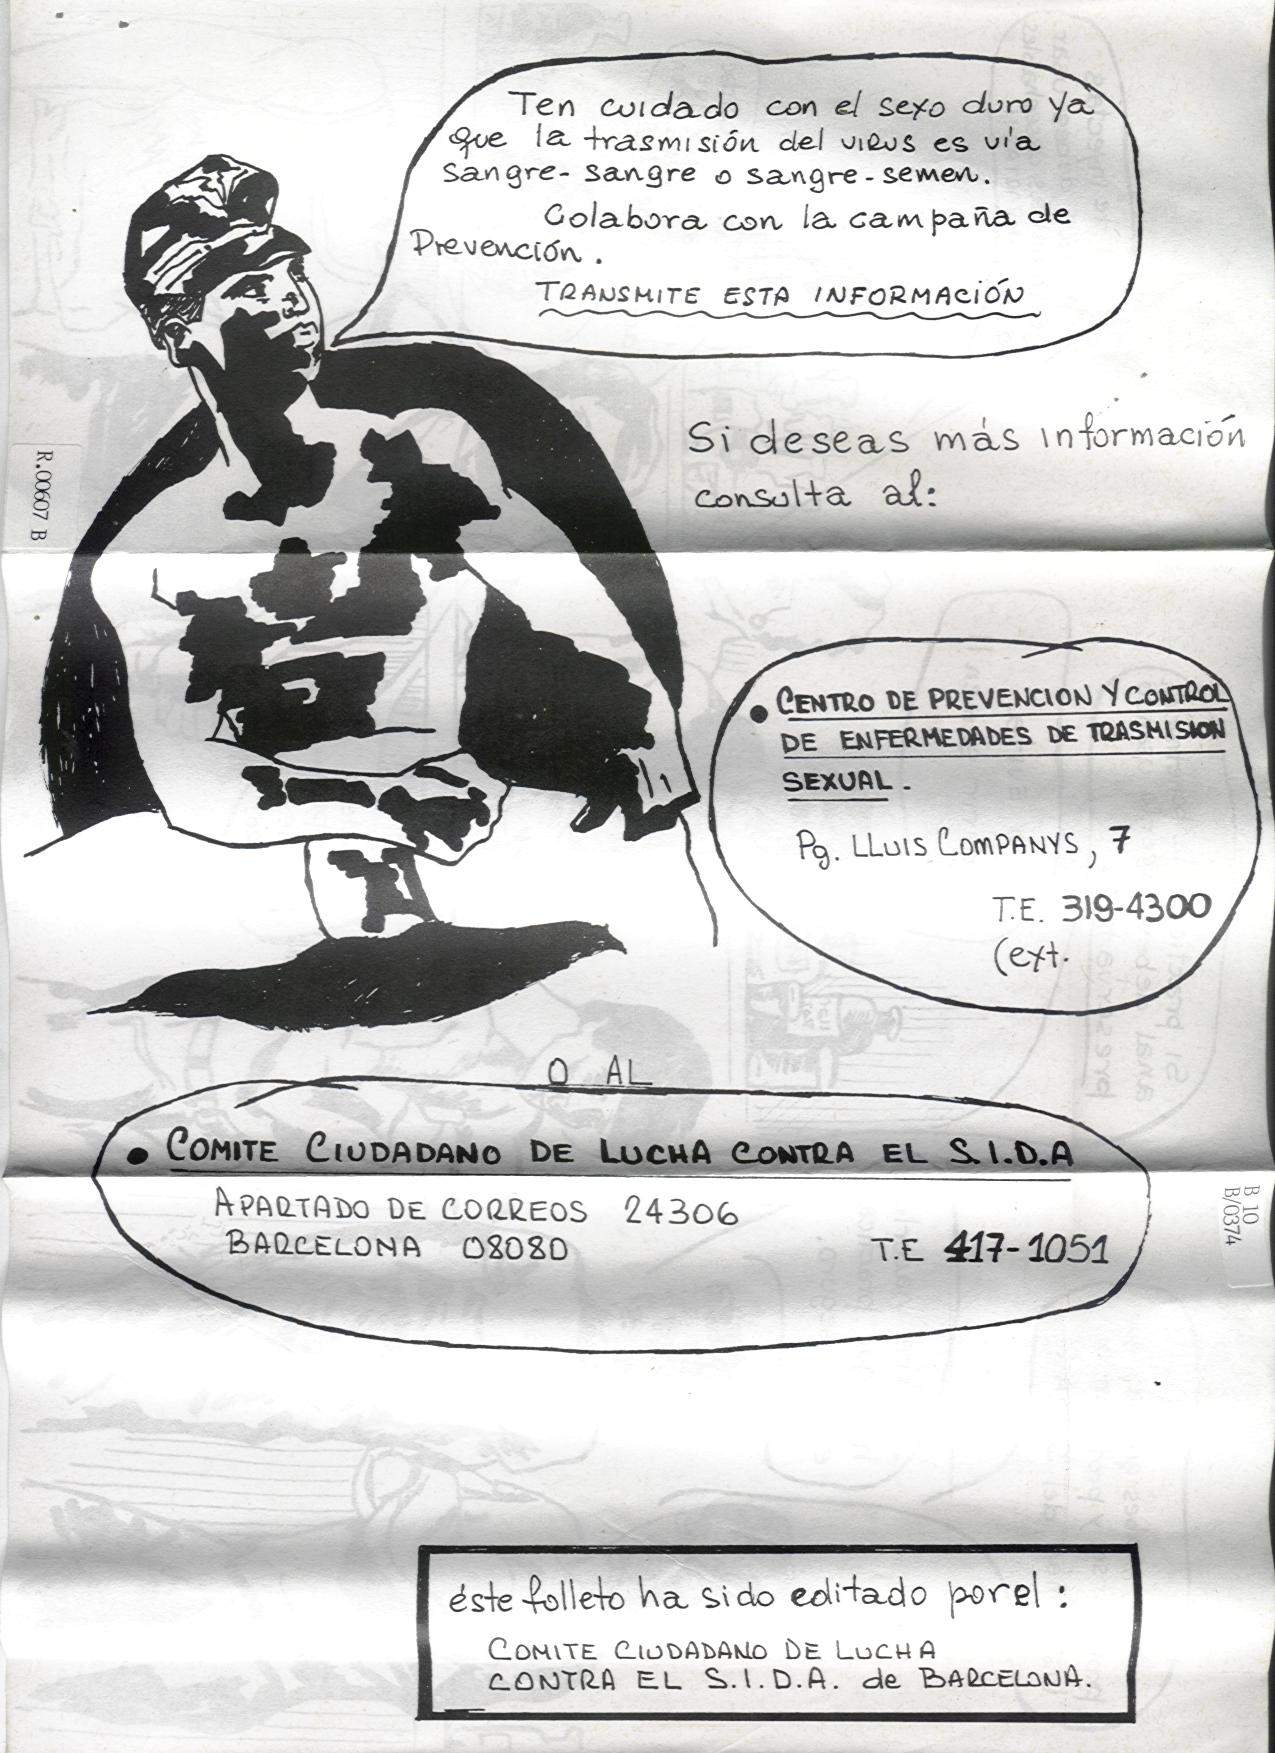 Ten cuidado con el sexo duro ya
que la trasmisión del virus es vía
sangre-sangre o sangre-semen.
Colabora con la campaña de
Prevención.
TRANSMITE ESTA INFORMACIÓN
Si deseas más información
consulta al:
R.00607 B
• CENTRO DE PREVENCION Y CONTROL
DE ENFERMEDADES DE TRASMISION
SEXUAL.
Pg. LLUIS COMPANYS, 7
T.E. 319-4300
(ext.
O AL
• COMITE CIUDADANO DE LUCHA CONTRA EL S.I.D.A
APARTADO DE CORREOS 24306
BARCELONA 08080
T.E 417-1051
B 10
B/0374
éste folleto ha sido editado por el:
COMITE CIUDADANO DE LUCHA
CONTRA EL S.I.D.A. de BARCELONA.